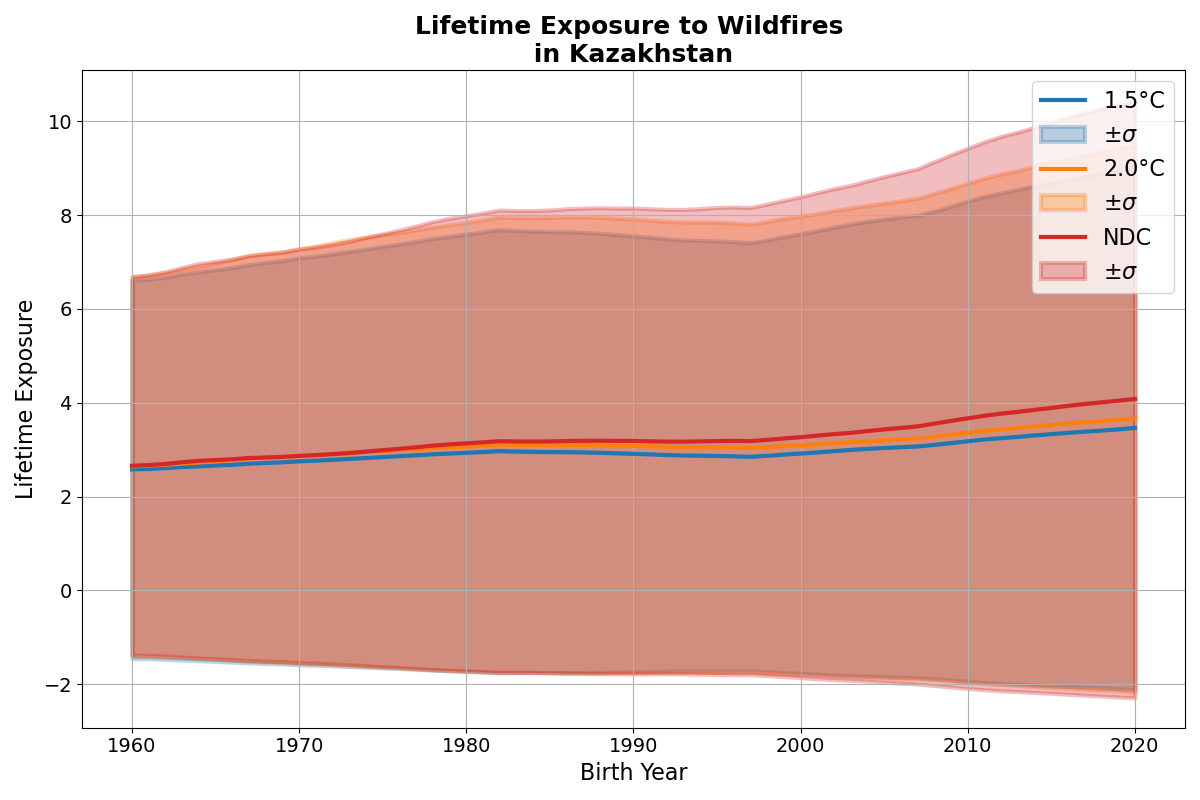 Lifetime Exposure to Wildfires
in Kazakhstan
Lifetime Exposure
10
8
6
4
2
0
−2
1960
1970
1980
1990
2000
2010
2020
Birth Year
1.5°C
±σ
2.0°C
±σ
NDC
±σ